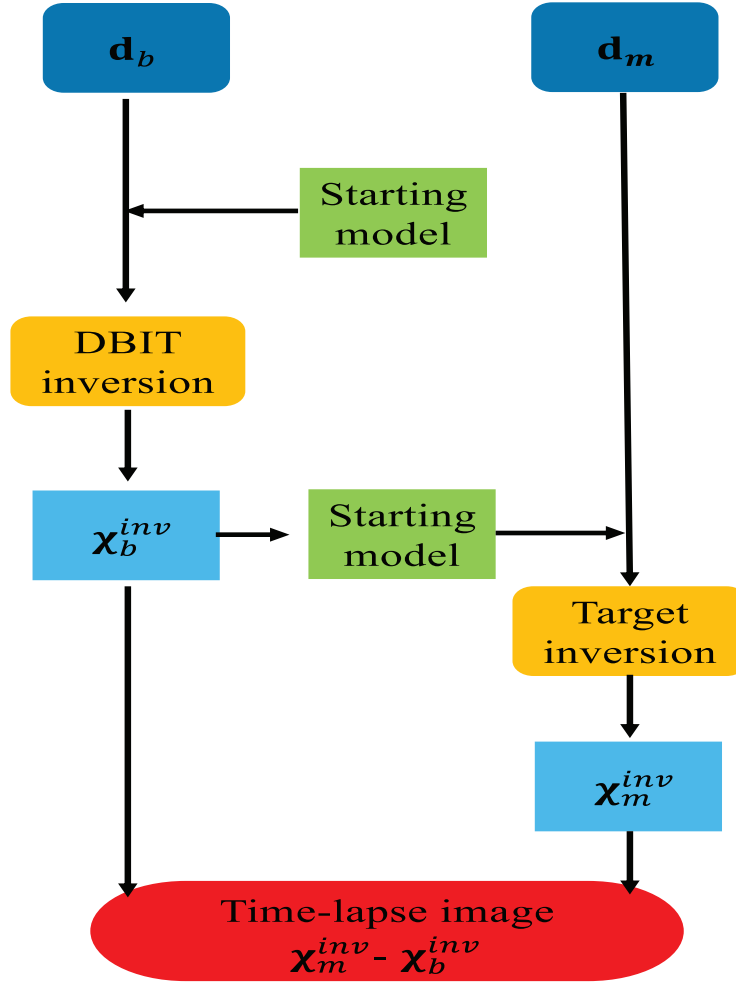 d_b
d_m
Starting
model
DBIT
inversion
χ_b^{inv}
Starting
model
Target
inversion
χ_m^{inv}
Time-lapse image
χ_m^{inv} - χ_b^{inv}